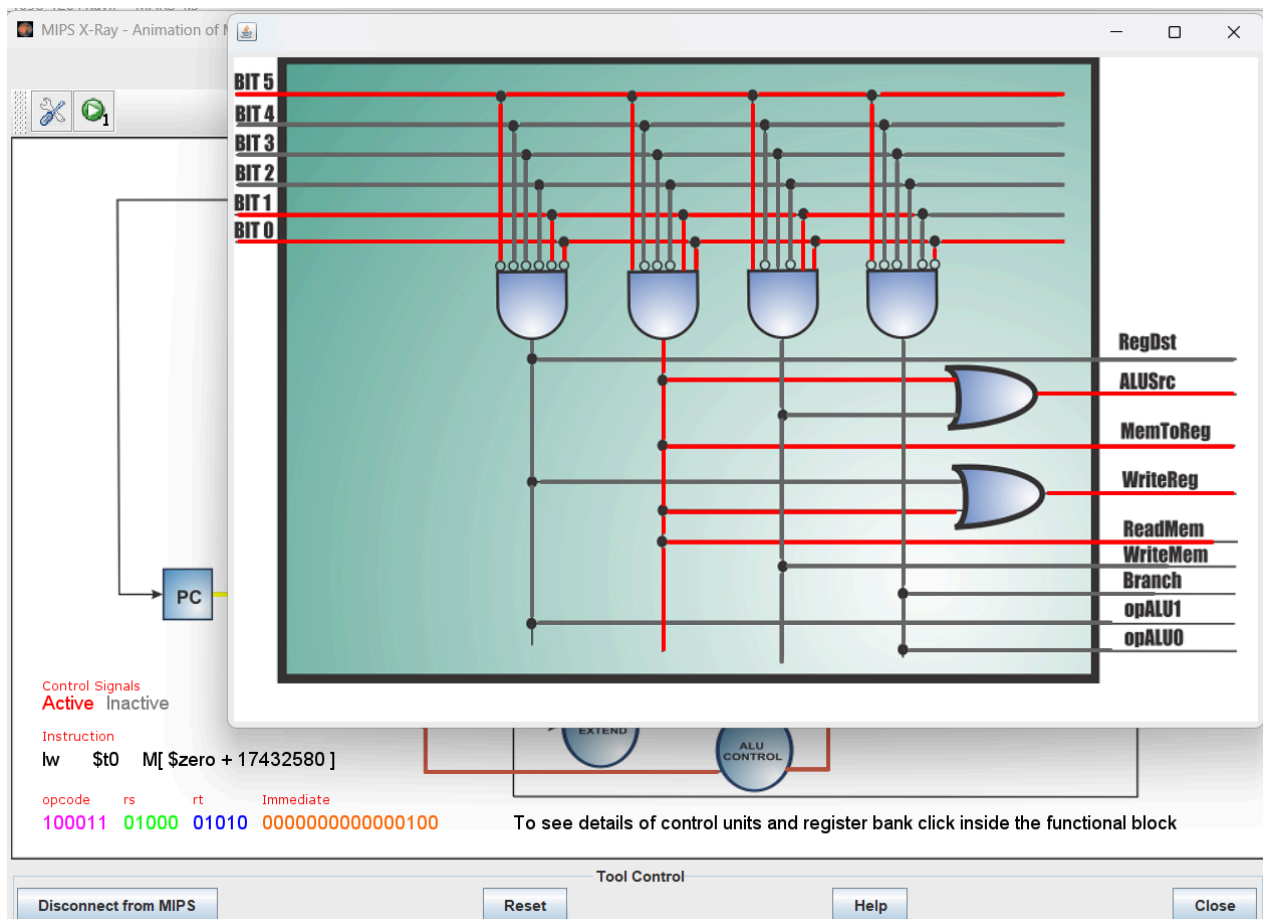 MIPS X-Ray - Animation of
BIT 5
BIT 4
BIT 3
BIT 2
BIT 1
BIT 0
1
RegDst
ALUSrc
MemToReg
WriteReg
ReadMem
WriteMem
Branch
opALU1
opALU0
PC
Control Signals
Active Inactive
EXTEND
ALU
CONTROL
Instruction
lw $t0 M[ $zero + 17432580 ]
opcode rs rt Immediate
100011 01000 01010 0000000000000100
To see details of control units and register bank click inside the functional block
Tool Control
Disconnect from MIPS Reset Help Close